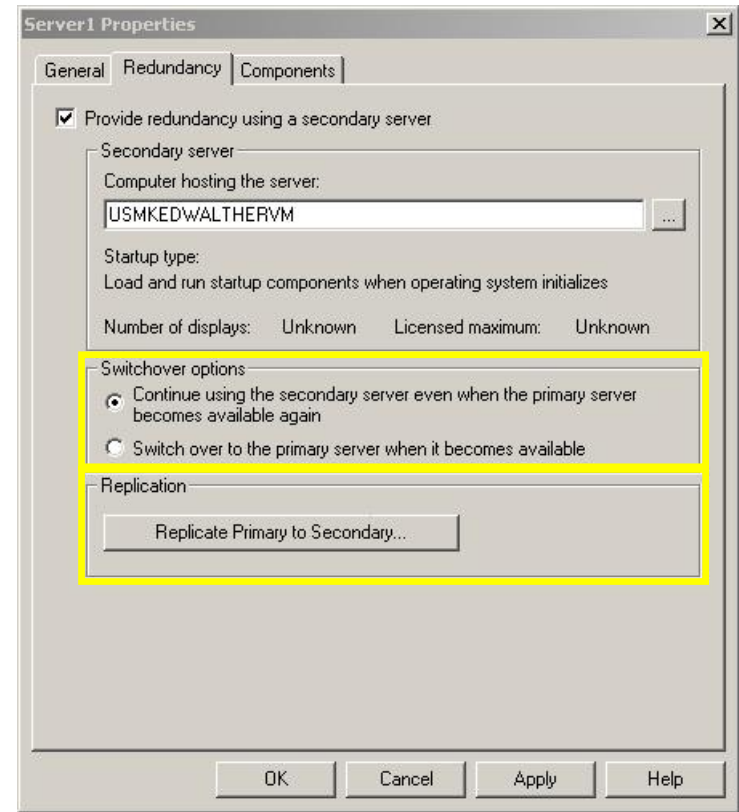 Server1 Properties
General Redundancy Components
Provide redundancy using a secondary server
Secondary server
Computer hosting the server:
USMKEDWALTHERVM
...
Startup type:
Load and run startup components when operating system initializes
Number of displays: Unknown Licensed maximum: Unknown
Switchover options
Continue using the secondary server even when the primary server
becomes available again
Switch over to the primary server when it becomes available
Replication
Replicate Primary to Secondary...
OK Cancel Apply Help